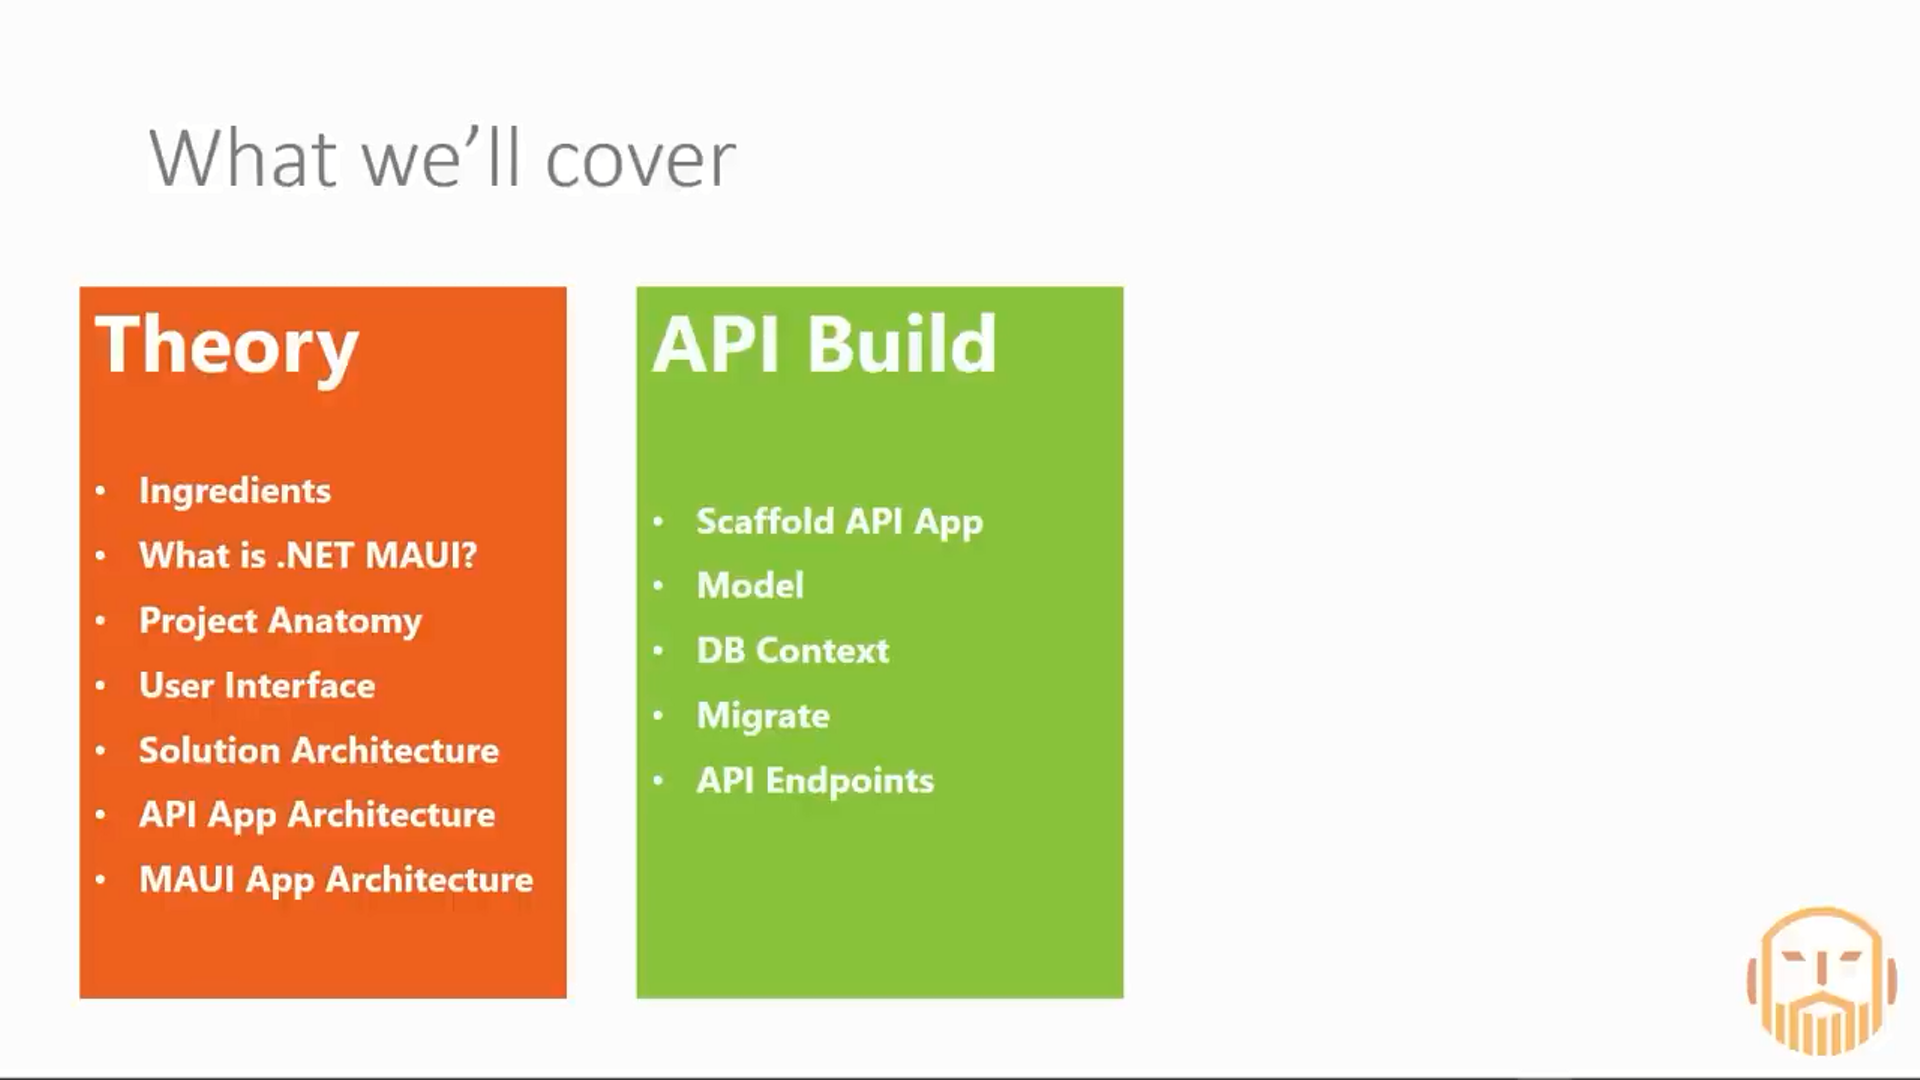 What we’ll cover
Theory
• Ingredients
• What is .NET MAUI?
• Project Anatomy
• User Interface
• Solution Architecture
• API App Architecture
• MAUI App Architecture
API Build
• Scaffold API App
• Model
• DB Context
• Migrate
• API Endpoints